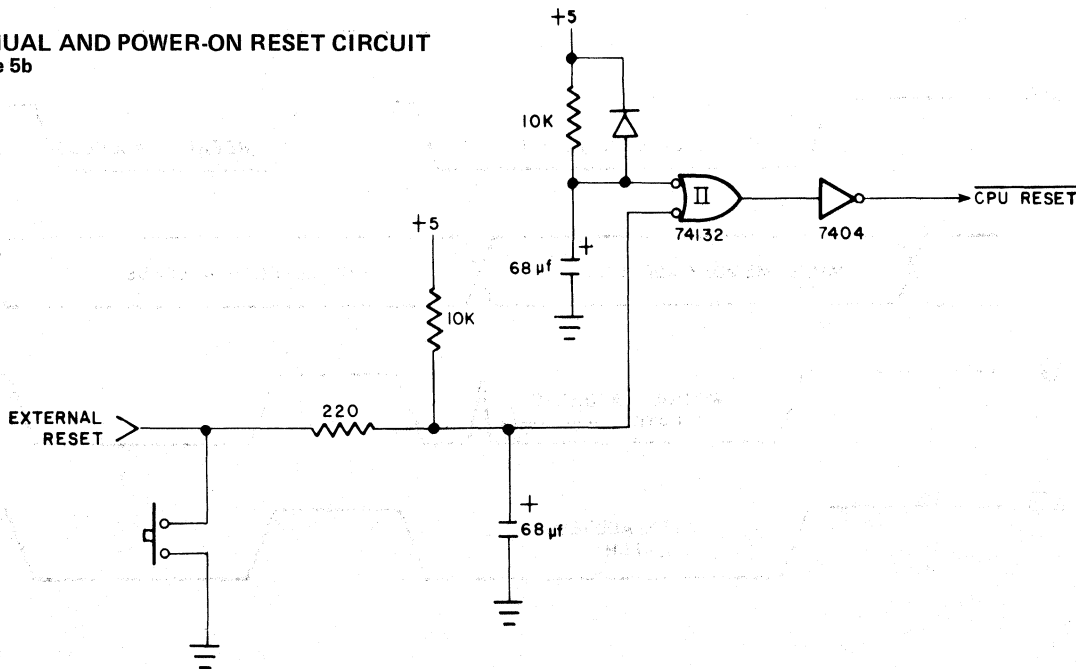 UAL AND POWER-ON RESET CIRCUIT
5b
+5
10K
II
CPU RESET
74132
7404
+5
+
68 µf
10K
EXTERNAL
RESET
220
+
68 µf